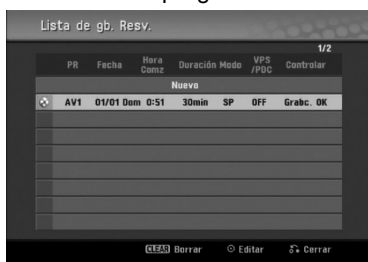 Lista de gb. Resv.
1/2
PR Fecha Hora Comz Duración Modo VPS /PDC Controlar
Nuevo
AV1 01/01 Dom 0:51 30min SP OFF Grabc. OK
CLEAR Borrar Editar Cerrar